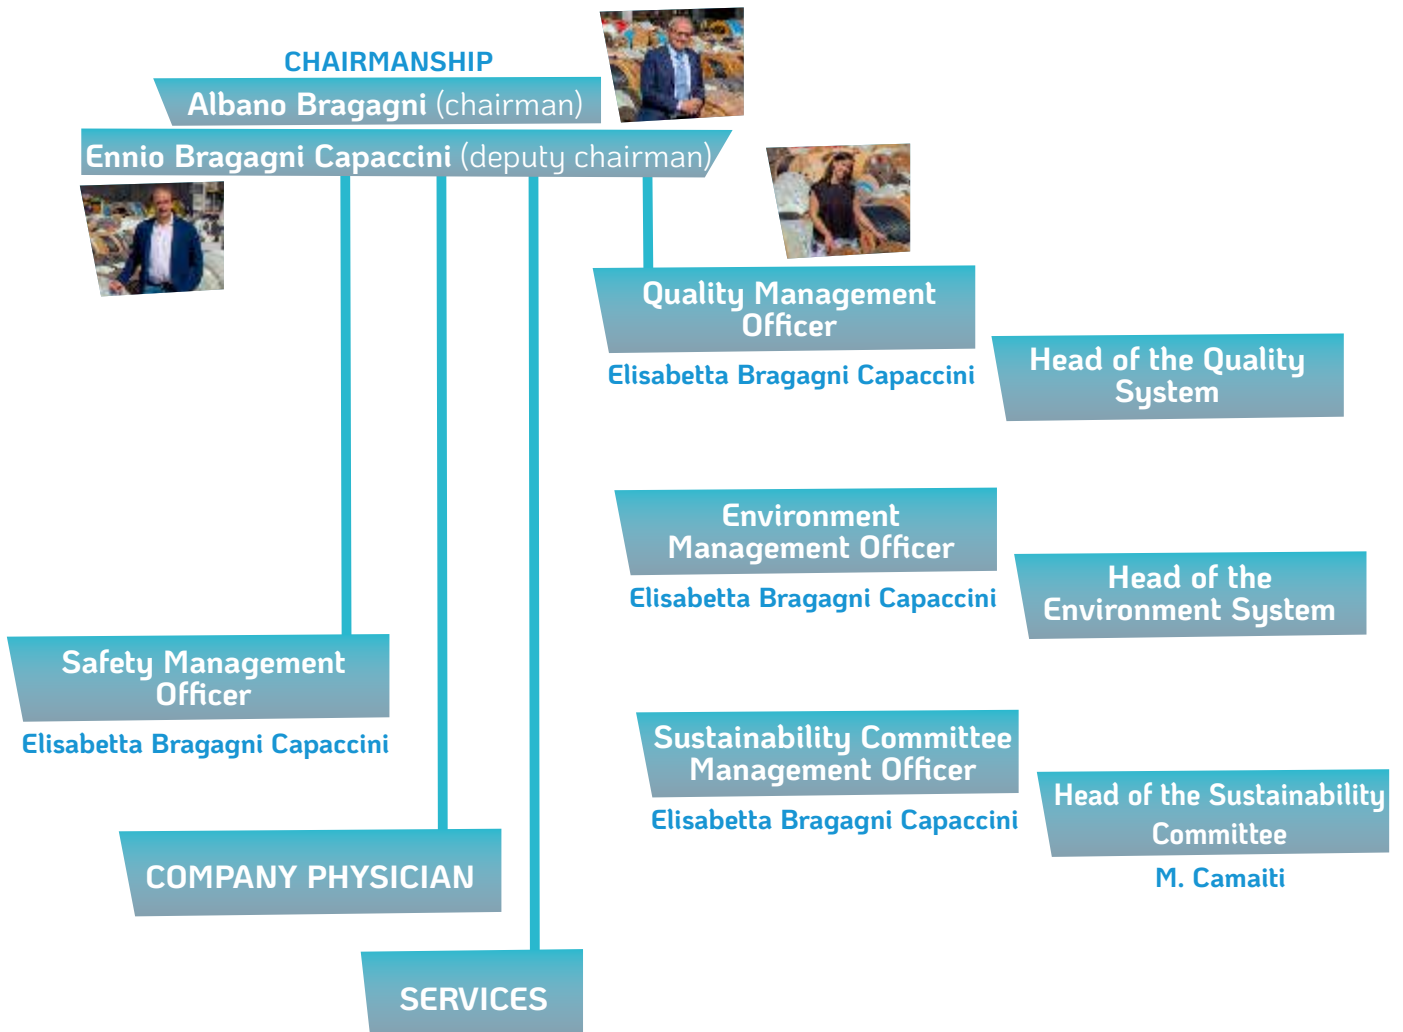 CHAIRMANSHIP
Albano Bragagni (chairman)
Ennio Bragagni Capaccini (deputy chairman)
Quality Management
Officer
Elisabetta Bragagni Capaccini
Head of the Quality
System
Environment
Management Officer
Elisabetta Bragagni Capaccini
Head of the
Environment System
Safety Management
Officer
Elisabetta Bragagni Capaccini
Sustainability Committee
Management Officer
Elisabetta Bragagni Capaccini
Head of the Sustainability
Committee
M. Camaiti
COMPANY PHYSICIAN
SERVICES